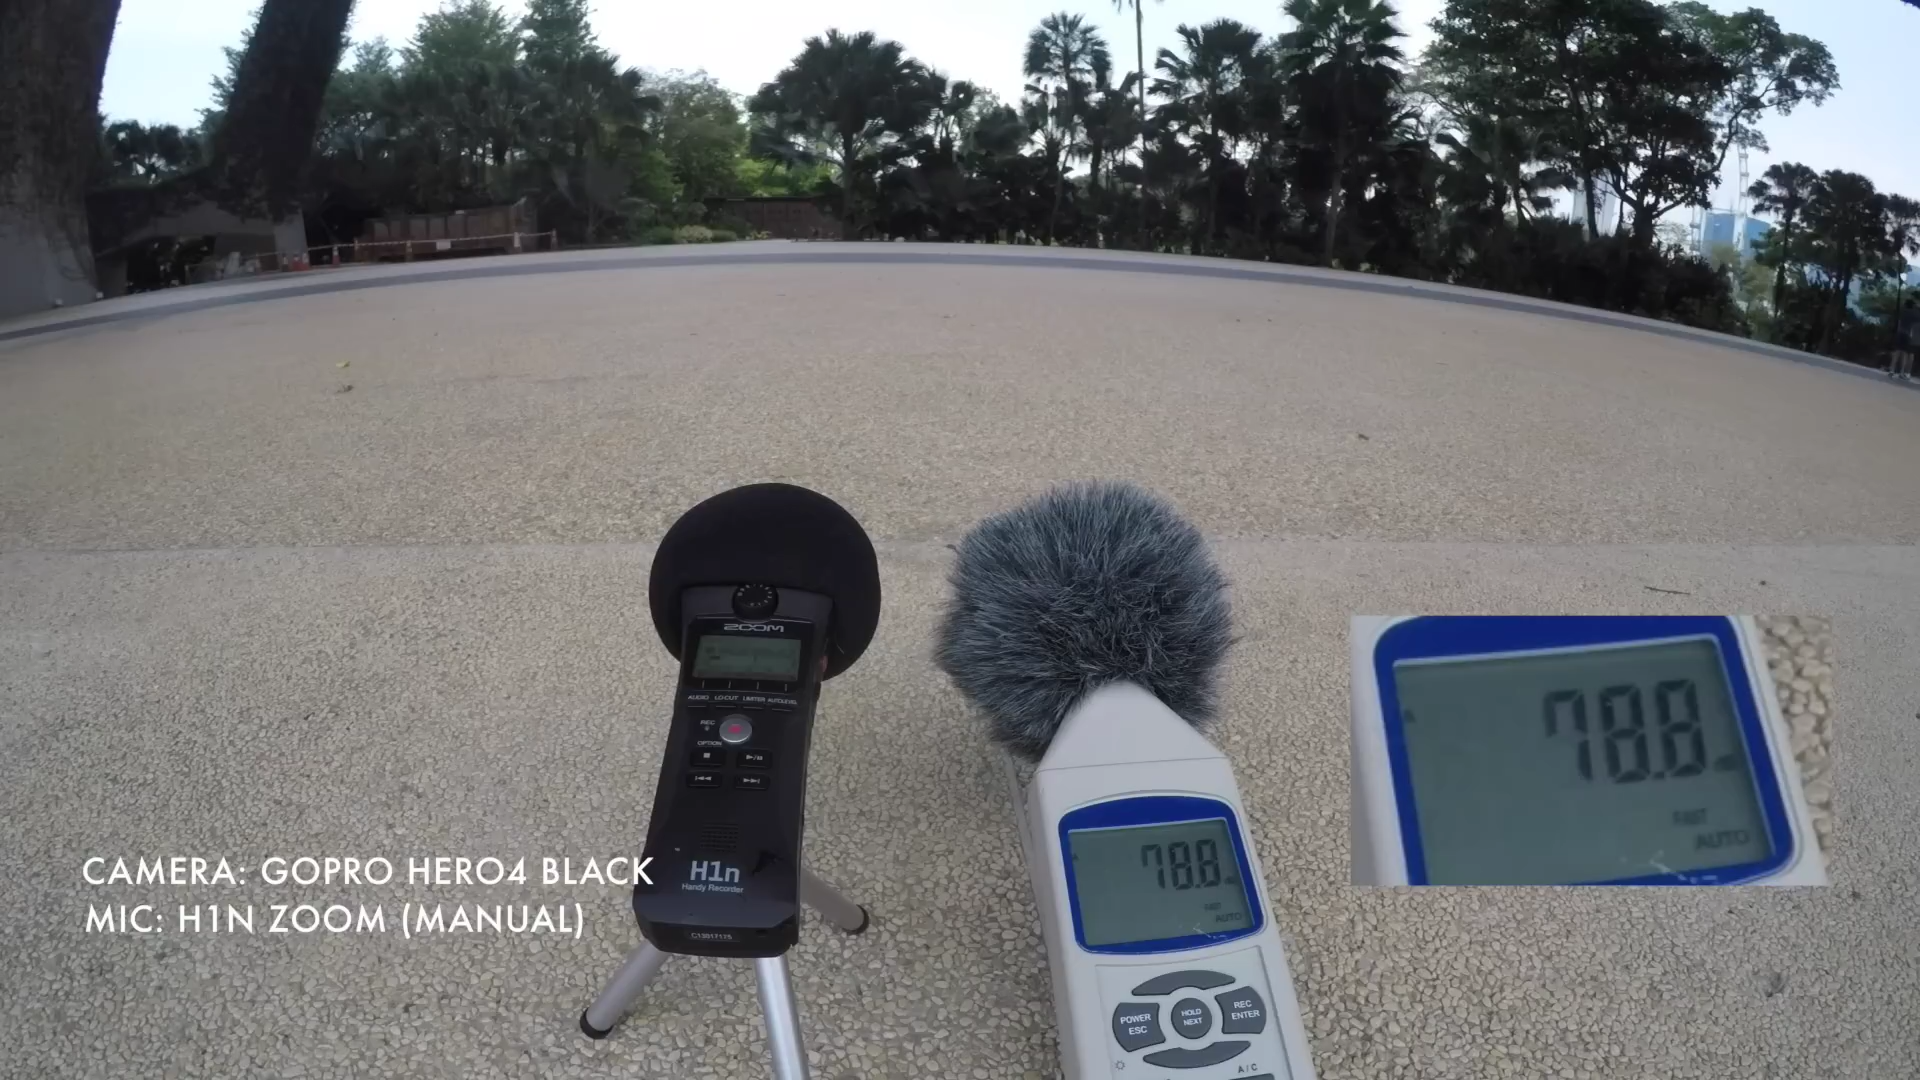 ZOOM
AUDIO LO CUT LIMITER AUTO LEVEL
REC
OPTION
H1n
Handy Recorder
CAMERA: GOPRO HERO4 BLACK
MIC: H1N ZOOM (MANUAL)
78.8
FAST
AUTO
78.8
FAST
AUTO
POWER
ESC
HOLD
NEXT
REC
ENTER
A/C